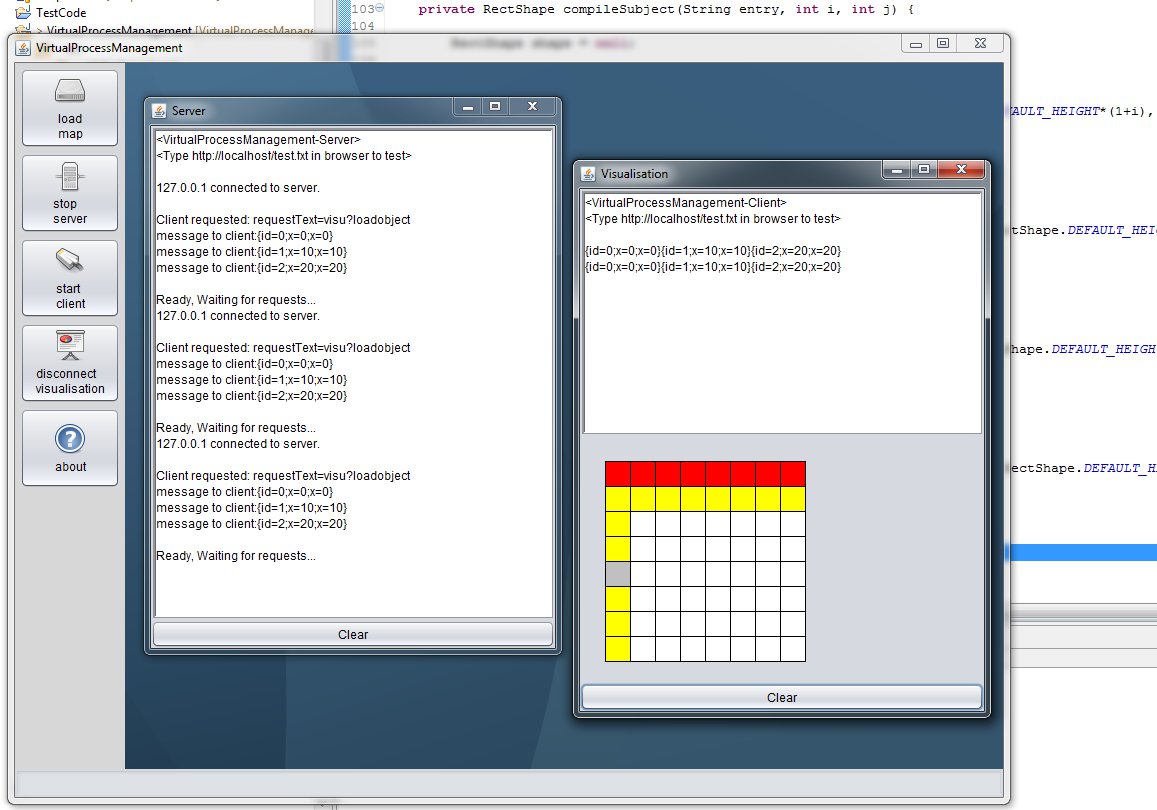 TestCode
> VirtualProcessManagement [VirtualProcessManage
103 private RectShape compileSubject(String entry, int i, int j) {
104
RectShape shape = null;
VirtualProcessManagement
load
map
stop
server
start
client
disconnect
visualisation
about
Server
<VirtualProcessManagement-Server>
<Type http://localhost/test.txt in browser to test>
127.0.0.1 connected to server.
Client requested: requestText=visu?loadobject
message to client:{id=0;x=0;x=0}
message to client:{id=1;x=10;x=10}
message to client:{id=2;x=20;x=20}
Ready, Waiting for requests...
127.0.0.1 connected to server.
Client requested: requestText=visu?loadobject
message to client:{id=0;x=0;x=0}
message to client:{id=1;x=10;x=10}
message to client:{id=2;x=20;x=20}
Ready, Waiting for requests...
127.0.0.1 connected to server.
Client requested: requestText=visu?loadobject
message to client:{id=0;x=0;x=0}
message to client:{id=1;x=10;x=10}
message to client:{id=2;x=20;x=20}
Ready, Waiting for requests...
Clear
Visualisation
<VirtualProcessManagement-Client>
<Type http://localhost/test.txt in browser to test>
{id=0;x=0;x=0}{id=1;x=10;x=10}{id=2;x=20;x=20}
{id=0;x=0;x=0}{id=1;x=10;x=10}{id=2;x=20;x=20}
Clear
AULT_HEIGHT*(1+i),
tShape.DEFAULT_HEI
hape.DEFAULT_HEIGH
ectShape.DEFAULT_H